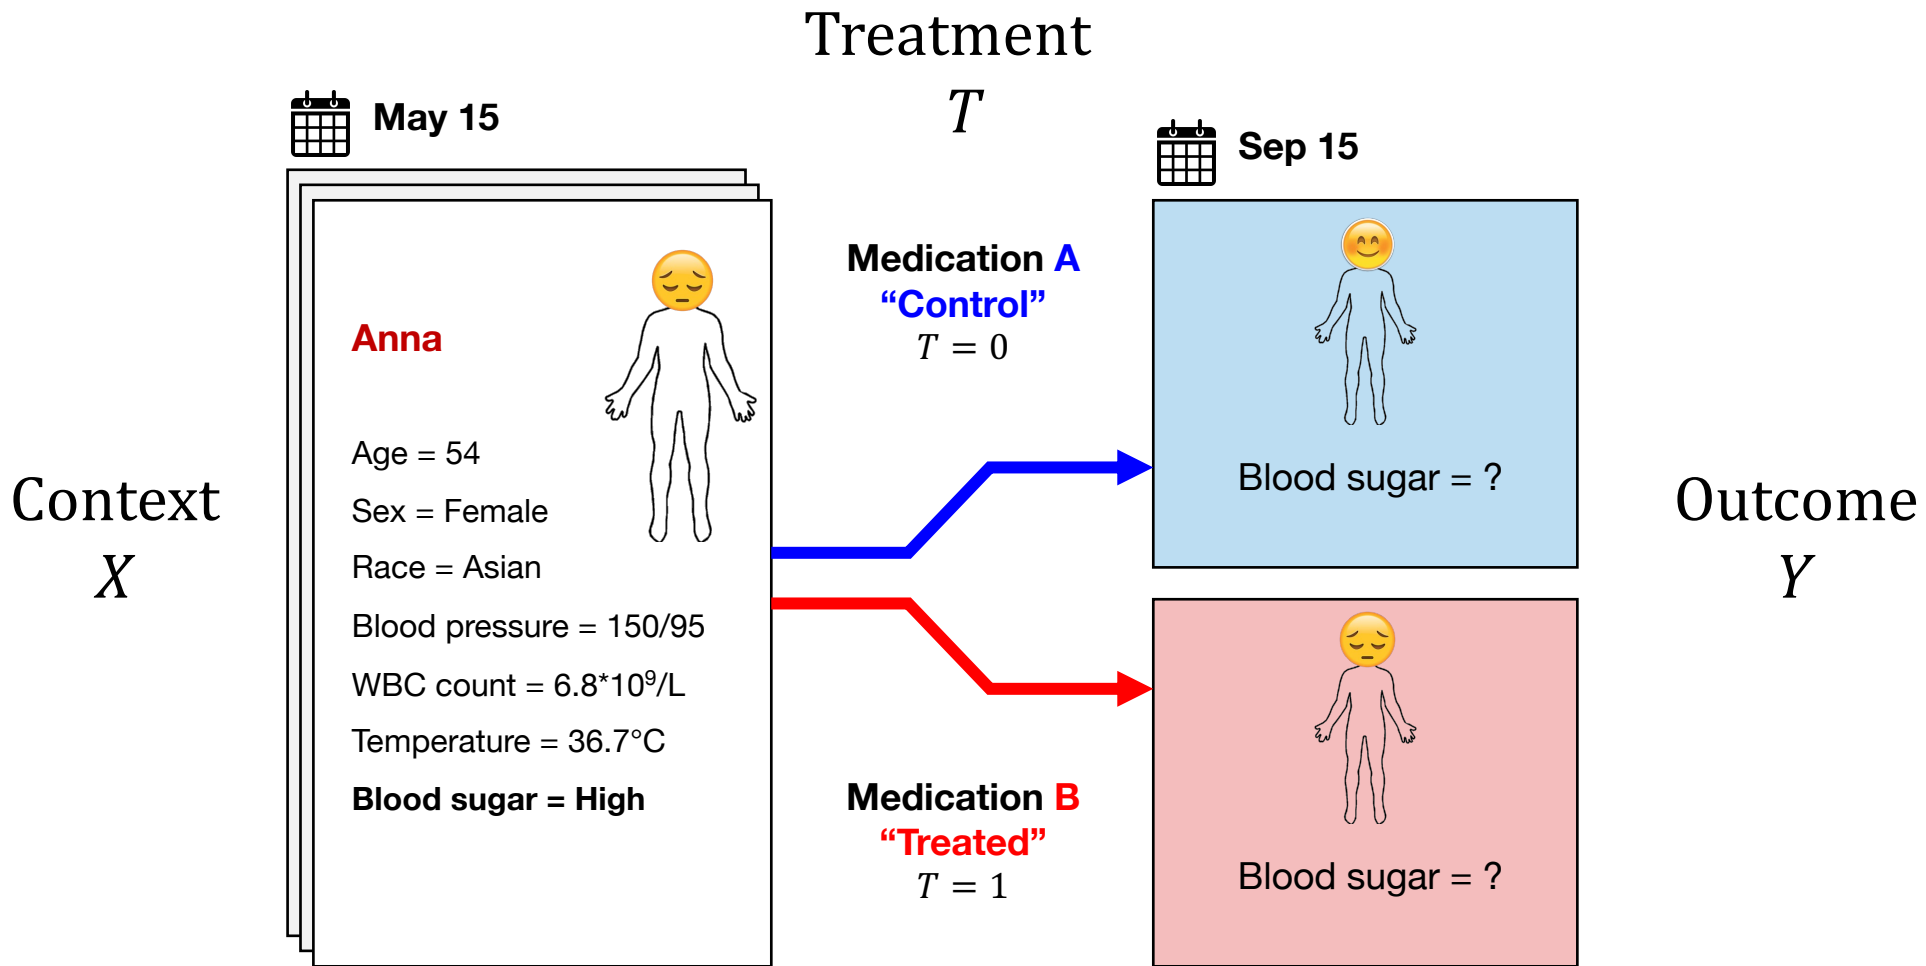 Treatment
T
May 15
Sep 15
Context
X
Anna
Age = 54
Sex = Female
Race = Asian
Blood pressure = 150/95
WBC count = 6.8*10⁹/L
Temperature = 36.7°C
Blood sugar = High
Medication A
“Control”
T = 0
Medication B
“Treated”
T = 1
Blood sugar = ?
Blood sugar = ?
Outcome
Y